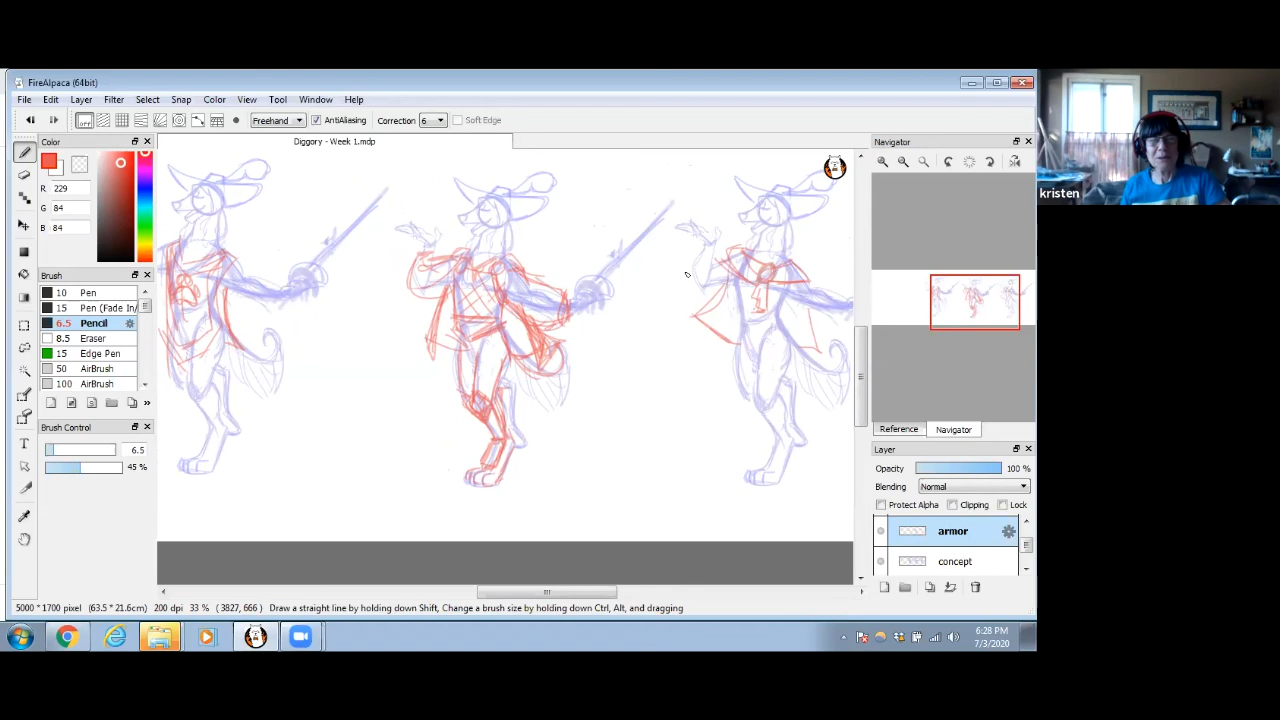 FireAlpaca (64bit)
File Edit Layer Filter Select Snap Color View Tool Window Help
off Freehand AntiAliasing Correction 6 Soft Edge
Color Diggory - Week 1.mdp Navigator
R 229
G 84
B 84
kristen
Brush
10 Pen
15 Pen (Fade In/
6.5 Pencil
8.5 Eraser
15 Edge Pen
50 AirBrush
100 AirBrush
Brush Control
6.5
45 %
Reference Navigator
Layer
Opacity 100 %
Blending Normal
Protect Alpha Clipping Lock
armor
concept
5000 * 1700 pixel (63.5 * 21.6cm) 200 dpi 33 % ( 3827, 666 ) Draw a straight line by holding down Shift, Change a brush size by holding down Ctrl, Alt, and dragging
6:28 PM
7/3/2020